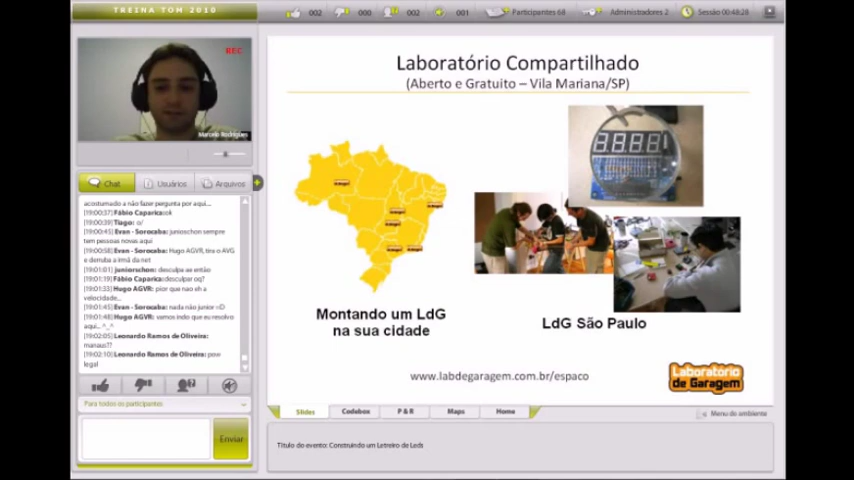 TREINA TOM 2010
002
000
002
001
Participantes 68
Administradores 2
Sessão 00:48:28
REC
Marcelo Rodrigues
Chat
Usuários
Arquivos
acostumado a não fazer pergunta por aqui...
[19:00:37] Fábio Caparica:ok
[19:00:39] Tiago: o/
[19:00:45] Evan - Sorocaba: juniorschon sempre
tem pessoas novas aqui
[19:00:58] Evan - Sorocaba: Hugo AGVR, tira o AVG
e derruba a irmã da net
[19:01:01] juniorschon: desculpa ae então
[19:01:19] Fábio Caparica:desculpar oq?
[19:01:33] Hugo AGVR: pior que nao eh a
velocidade...
[19:01:45] Evan - Sorocaba: nada não junior =D
[19:01:48] Hugo AGVR: vamos indo que eu resolvo
aqui... ^_^
[19:02:05] Leonardo Ramos de Oliveira:
manaus??
[19:02:10] Leonardo Ramos de Oliveira: pow
legal
Para todos os participantes
Enviar
Laboratório Compartilhado
(Aberto e Gratuito – Vila Mariana/SP)
Montando um LdG
na sua cidade
LdG São Paulo
www.labdegaragem.com.br/espaco
Laboratório
de Garagem
Slides
Codebox
P & R
Maps
Home
Menu do ambiente
Título do evento: Construindo um Letreiro de Leds